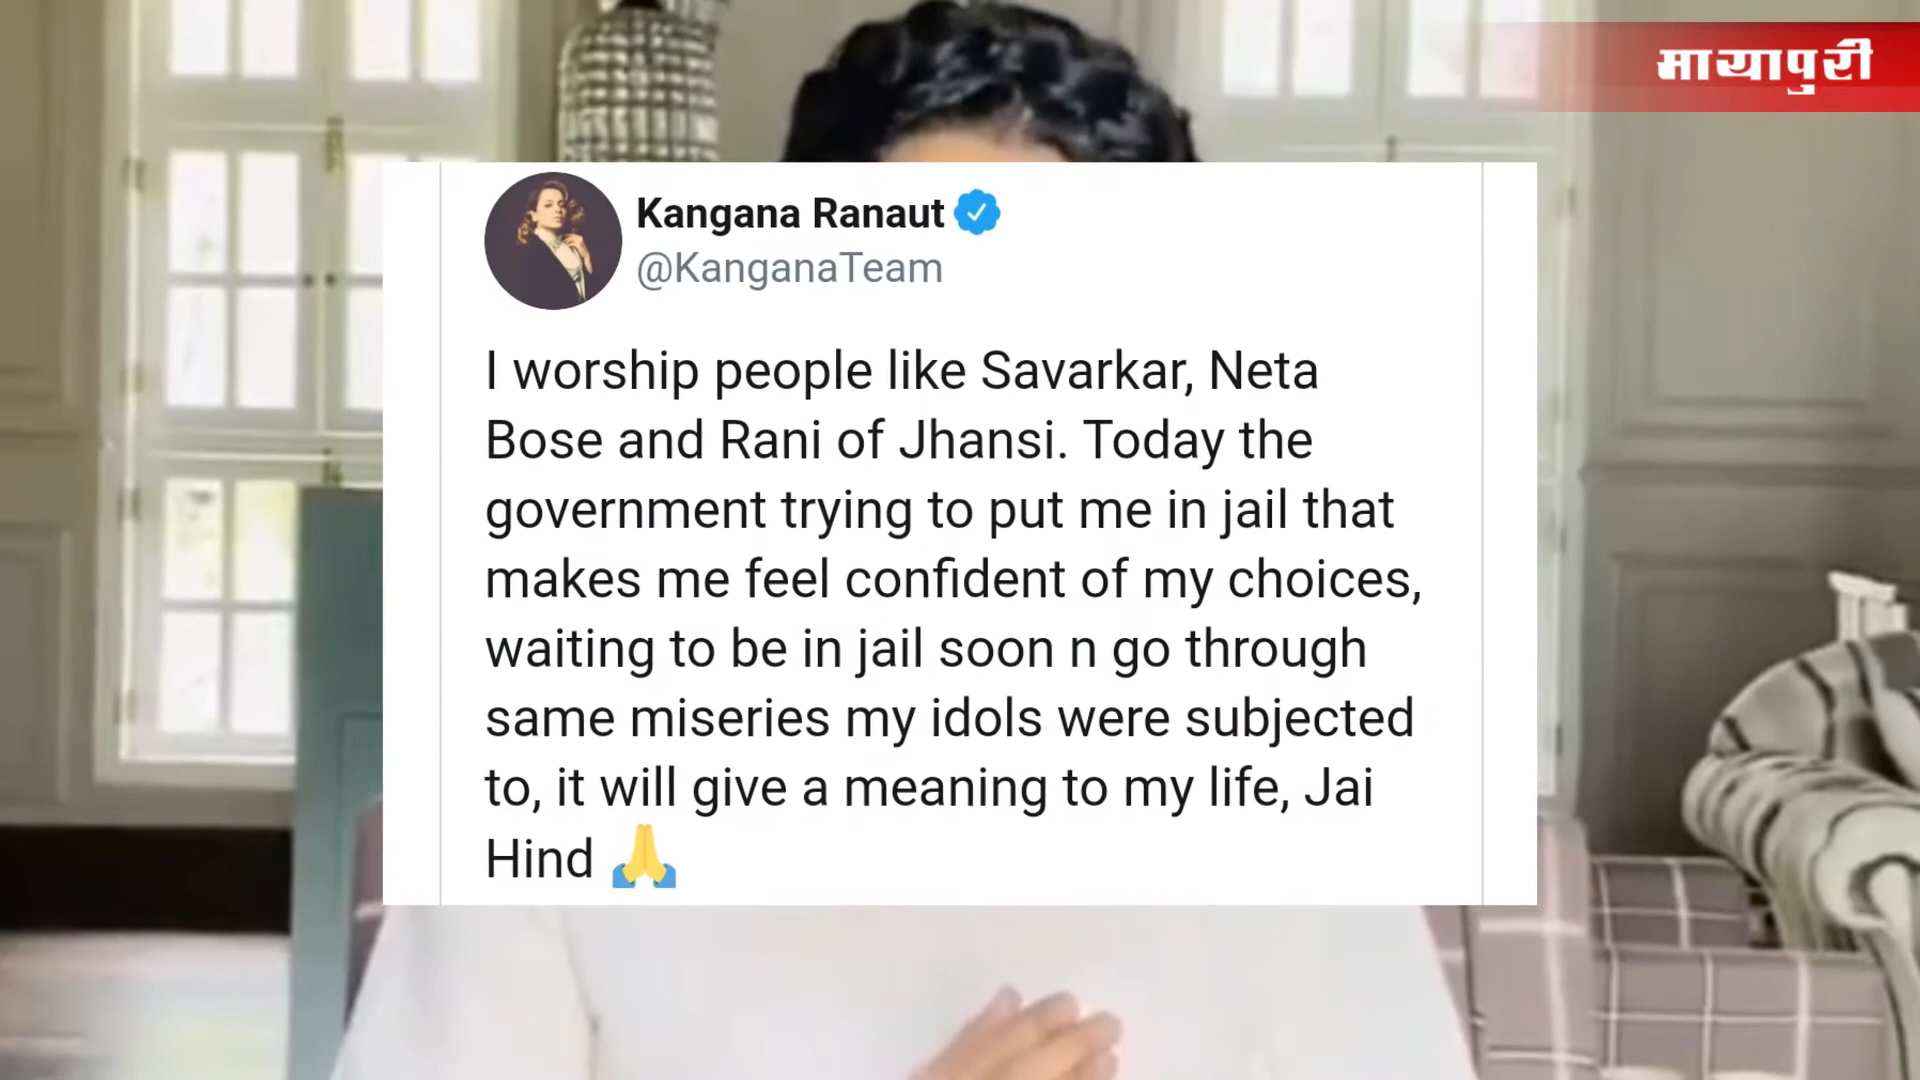 मायापुरी
Kangana Ranaut
@KanganaTeam
I worship people like Savarkar, Neta
Bose and Rani of Jhansi. Today the
government trying to put me in jail that
makes me feel confident of my choices,
waiting to be in jail soon n go through
same miseries my idols were subjected
to, it will give a meaning to my life, Jai
Hind 🙏